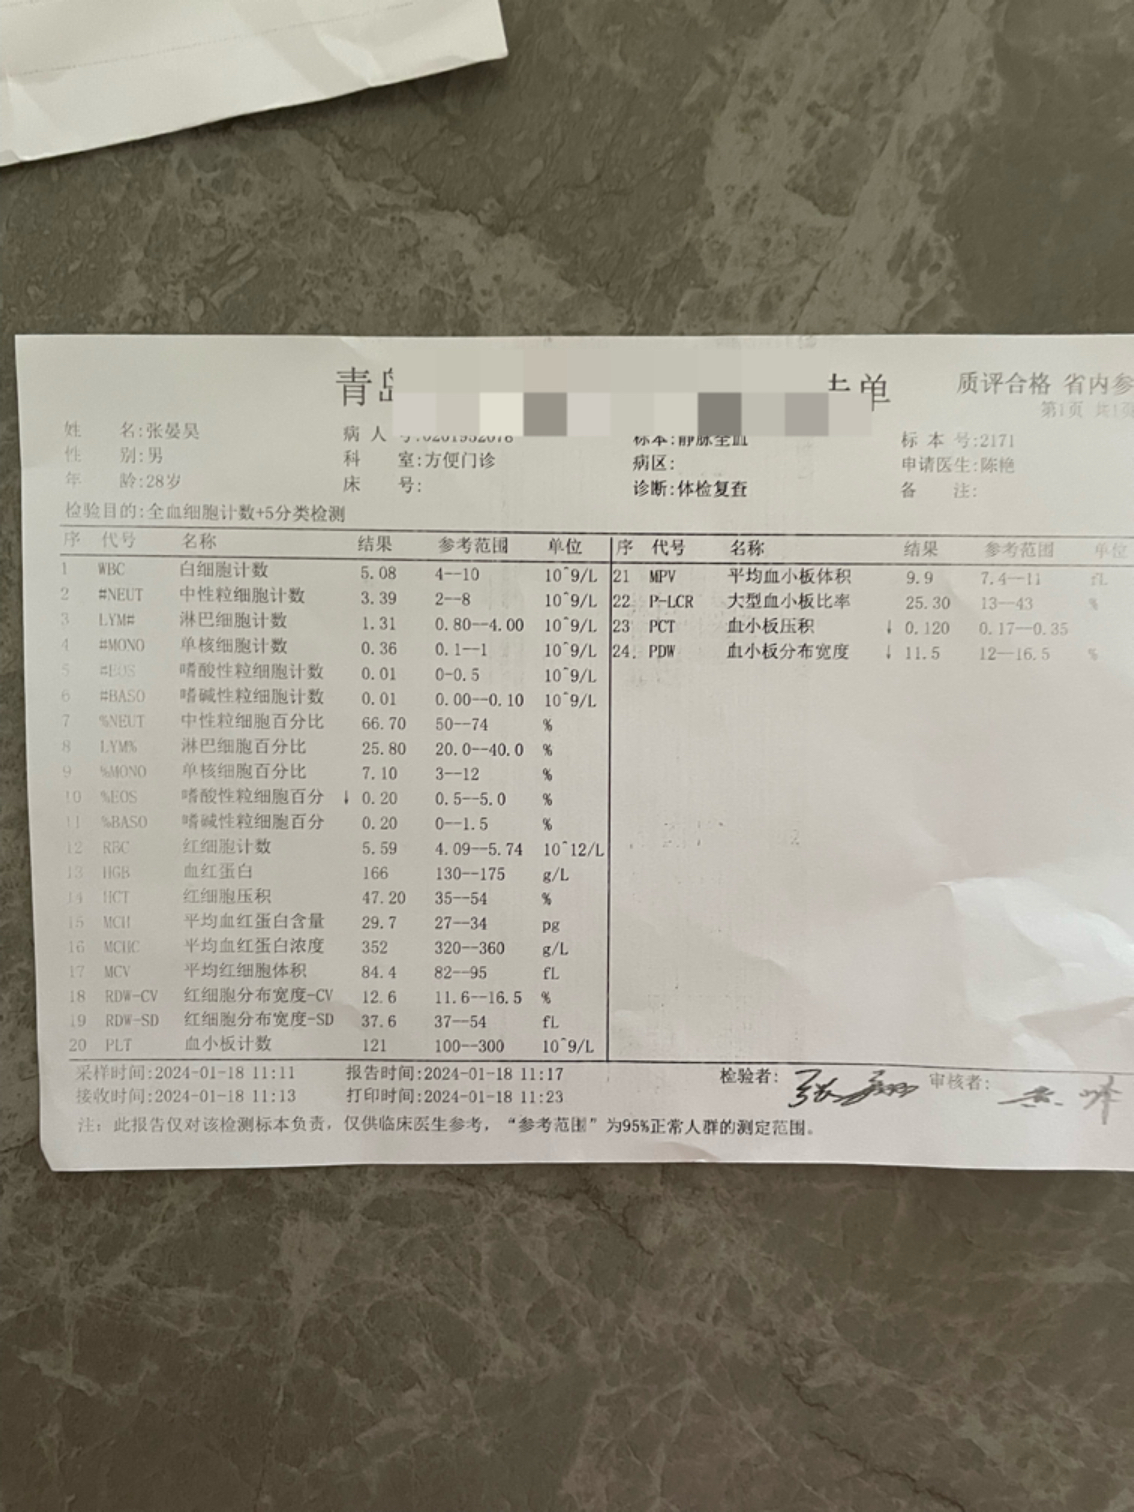 青岛 单
质评合格 省内参
第1页 共1页
姓 名:张晏昊 病人 标本:静脉全血 标 本 号:2171
性 别:男 科 室:方便门诊 病区: 申请医生:陈艳
年 龄:28岁 床 号: 诊断:体检复查 备 注:
检验目的:全血细胞计数+5分类检测
序 代号 名称 结果 参考范围 单位 序 代号 名称 结果 参考范围 单位
1 WBC 白细胞计数 5.08 4--10 10^9/L 21 MPV 平均血小板体积 9.9 7.4--11 fL
2 #NEUT 中性粒细胞计数 3.39 2--8 10^9/L 22 P-LCR 大型血小板比率 25.30 13--43 %
3 LYM# 淋巴细胞计数 1.31 0.80--4.00 10^9/L 23 PCT 血小板压积 ↓ 0.120 0.17--0.35
4 #MONO 单核细胞计数 0.36 0.1--1 10^9/L 24. PDW 血小板分布宽度 ↓ 11.5 12--16.5 %
5 #EOS 嗜酸性粒细胞计数 0.01 0-0.5 10^9/L
6 #BASO 嗜碱性粒细胞计数 0.01 0.00--0.10 10^9/L
7 %NEUT 中性粒细胞百分比 66.70 50--74 %
8 LYM% 淋巴细胞百分比 25.80 20.0--40.0 %
9 %MONO 单核细胞百分比 7.10 3--12 %
10 %EOS 嗜酸性粒细胞百分 ↓ 0.20 0.5--5.0 %
11 %BASO 嗜碱性粒细胞百分 0.20 0--1.5 %
12 RBC 红细胞计数 5.59 4.09--5.74 10^12/L
13 HGB 血红蛋白 166 130--175 g/L
14 HCT 红细胞压积 47.20 35--54 %
15 MCH 平均血红蛋白含量 29.7 27--34 pg
16 MCHC 平均血红蛋白浓度 352 320--360 g/L
17 MCV 平均红细胞体积 84.4 82--95 fL
18 RDW-CV 红细胞分布宽度-CV 12.6 11.6--16.5 %
19 RDW-SD 红细胞分布宽度-SD 37.6 37--54 fL
20 PLT 血小板计数 121 100--300 10^9/L
采样时间:2024-01-18 11:11 报告时间:2024-01-18 11:17 检验者: 审核者:
接收时间:2024-01-18 11:13 打印时间:2024-01-18 11:23
注: 此报告仅对该检测标本负责，仅供临床医生参考，“参考范围”为95%正常人群的测定范围。